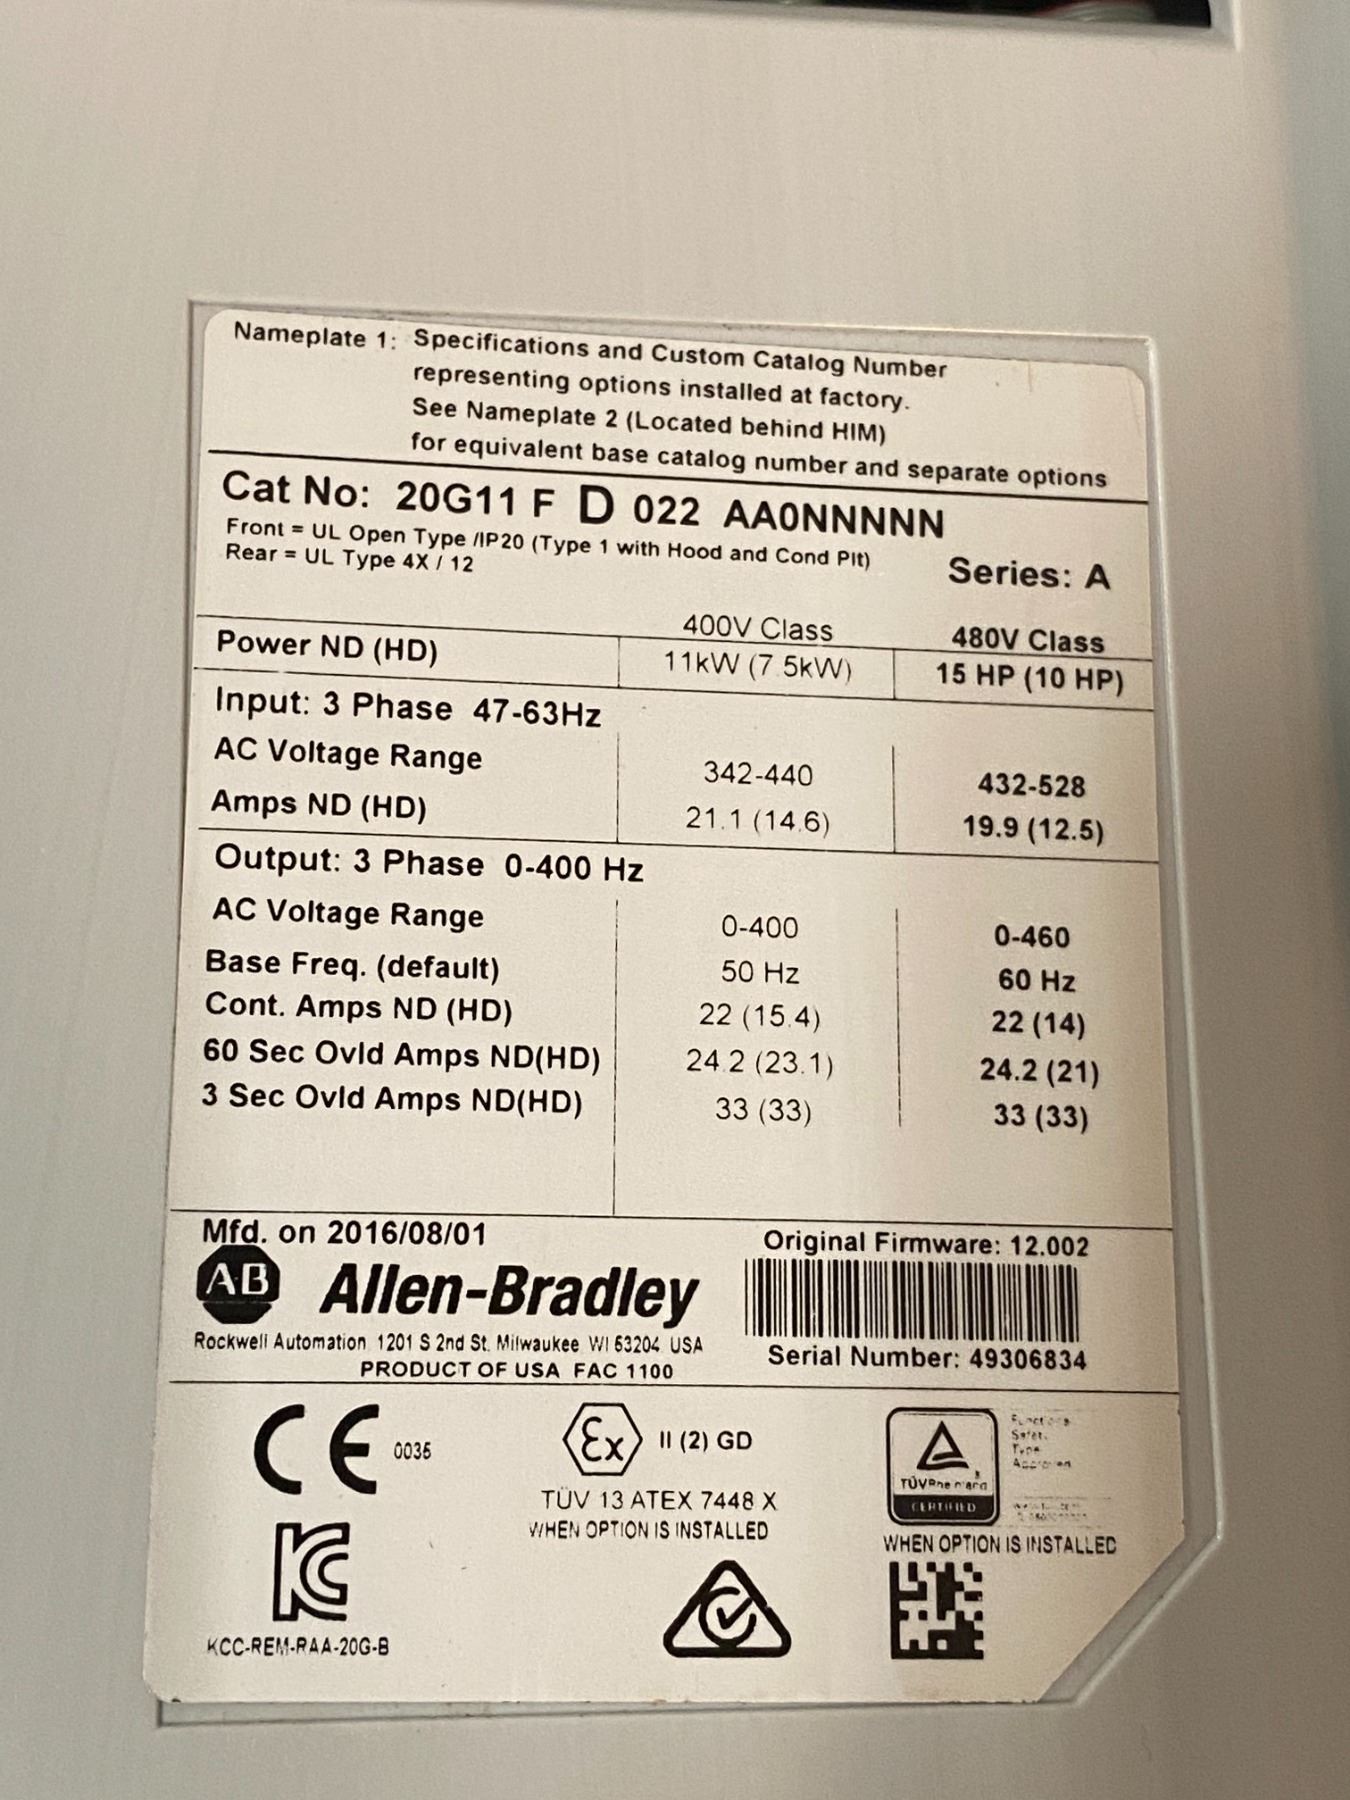 Nameplate 1: Specifications and Custom Catalog Number
representing options installed at factory.
See Nameplate 2 (Located behind HIM)
for equivalent base catalog number and separate options
Cat No: 20G11 F D 022 AA0NNNNN
Front = UL Open Type /IP20 (Type 1 with Hood and Cond Plt)
Rear = UL Type 4X / 12
Series: A
400V Class 480V Class
Power ND (HD) 11kW (7.5kW) 15 HP (10 HP)
Input: 3 Phase 47-63Hz
AC Voltage Range 342-440 432-528
Amps ND (HD) 21.1 (14.6) 19.9 (12.5)
Output: 3 Phase 0-400 Hz
AC Voltage Range 0-400 0-460
Base Freq. (default) 50 Hz 60 Hz
Cont. Amps ND (HD) 22 (15.4) 22 (14)
60 Sec Ovld Amps ND(HD) 24.2 (23.1) 24.2 (21)
3 Sec Ovld Amps ND(HD) 33 (33) 33 (33)
Mfd. on 2016/08/01
Original Firmware: 12.002
A-B Allen-Bradley
Rockwell Automation 1201 S 2nd St. Milwaukee WI 53204 USA
PRODUCT OF USA FAC 1100
Serial Number: 49306834
CE 0035
Ex II (2) GD
TÜV 13 ATEX 7448 X
WHEN OPTION IS INSTALLED
TÜVRheinland
CERTIFIED
Type
Approved
WHEN OPTION IS INSTALLED
KC
KCC-REM-RAA-20G-B